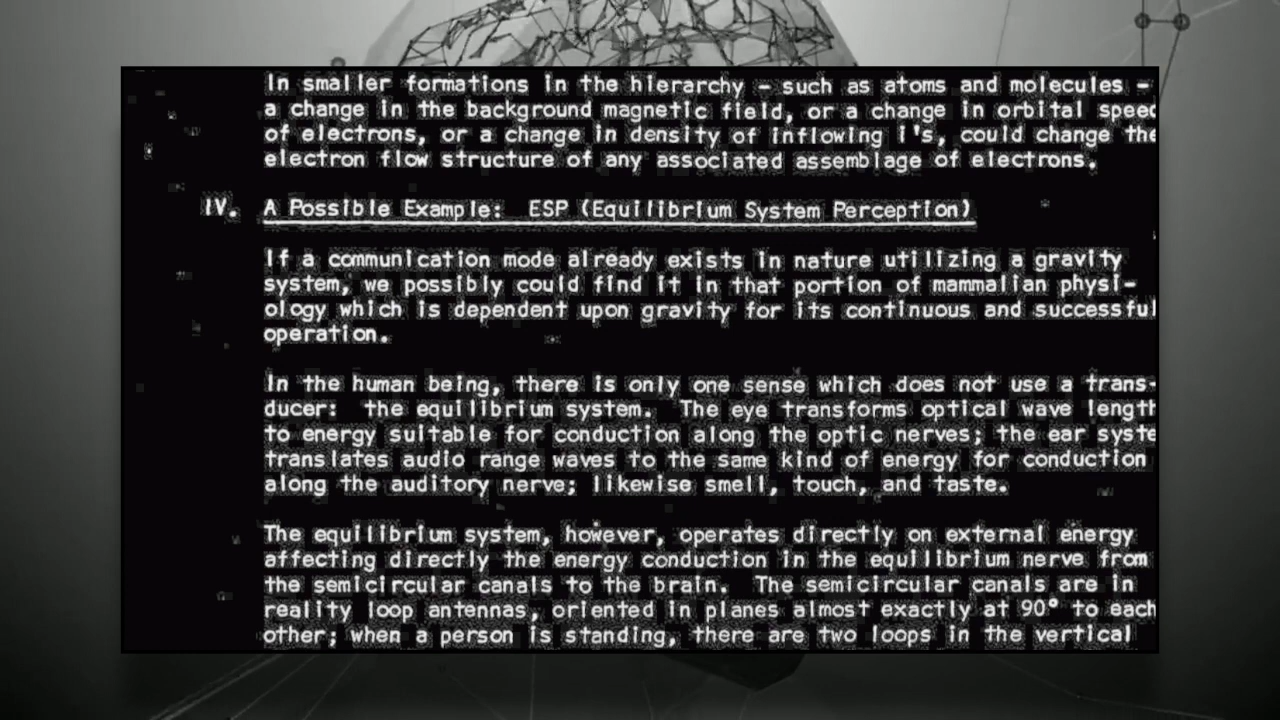 In smaller formations in the hierarchy - such as atoms and molecules -
a change in the background magnetic field, or a change in orbital speed
of electrons, or a change in density of inflowing i's, could change the
electron flow structure of any associated assemblage of electrons.
IV. A Possible Example: ESP (Equilibrium System Perception)
If a communication mode already exists in nature utilizing a gravity
system, we possibly could find it in that portion of mammalian physi-
ology which is dependent upon gravity for its continuous and successful
operation.
In the human being, there is only one sense which does not use a trans-
ducer: the equilibrium system. The eye transforms optical wave length
to energy suitable for conduction along the optic nerves; the ear syste
translates audio range waves to the same kind of energy for conduction
along the auditory nerve; likewise smell, touch, and taste.
The equilibrium system, however, operates directly on external energy
affecting directly the energy conduction in the equilibrium nerve from
the semicircular canals to the brain. The semicircular canals are in
reality loop antennas, oriented in planes almost exactly at 90° to each
other; when a person is standing, there are two loops in the vertical